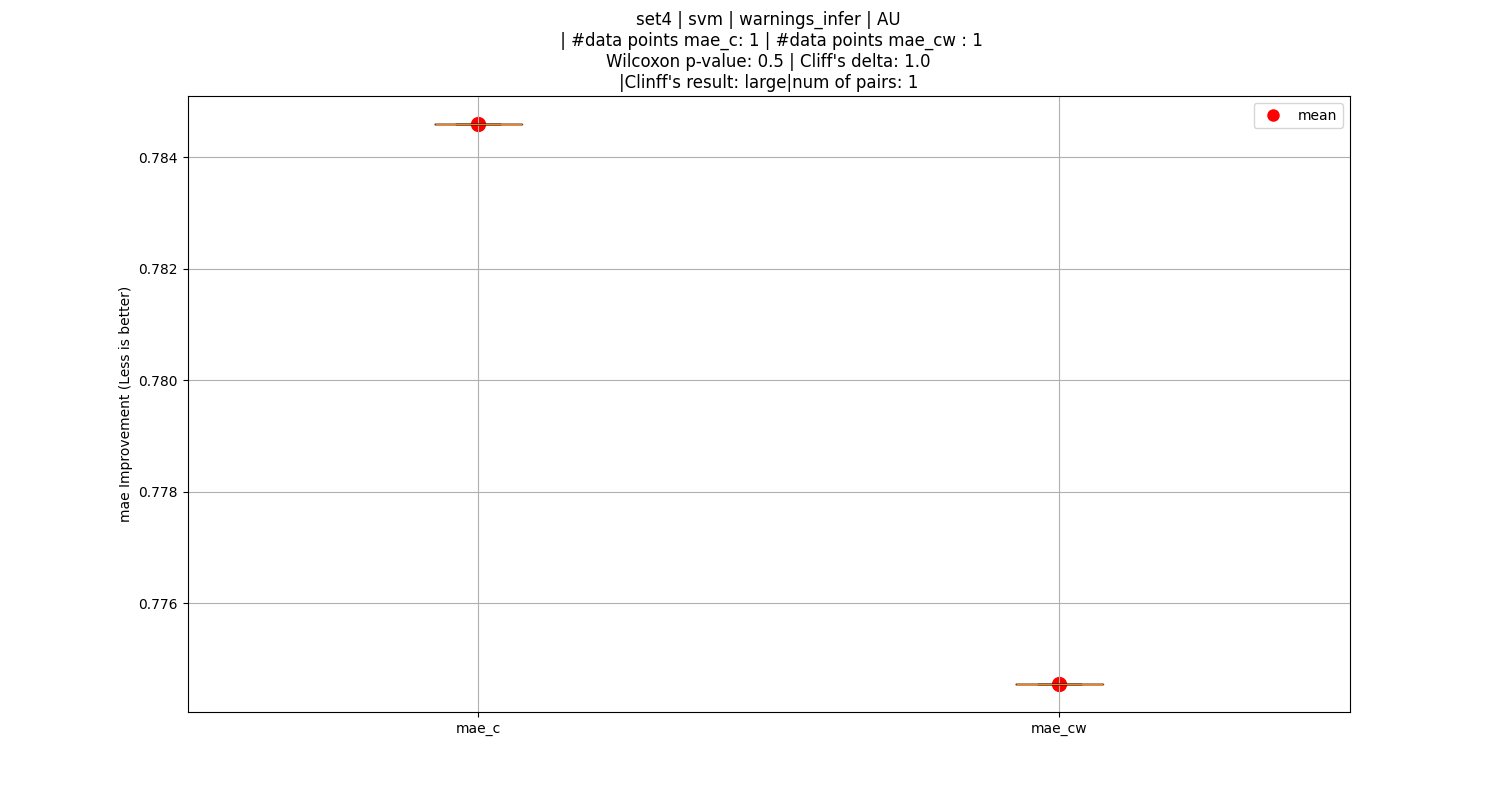 set4 | svm | warnings_infer | AU
| #data points mae_c: 1 | #data points mae_cw : 1
Wilcoxon p-value: 0.5 | Cliff's delta: 1.0
|Clinff's result: large|num of pairs: 1
mean
0.784
0.782
0.780
0.778
0.776
mae Improvement (Less is better)
mae_c
mae_cw